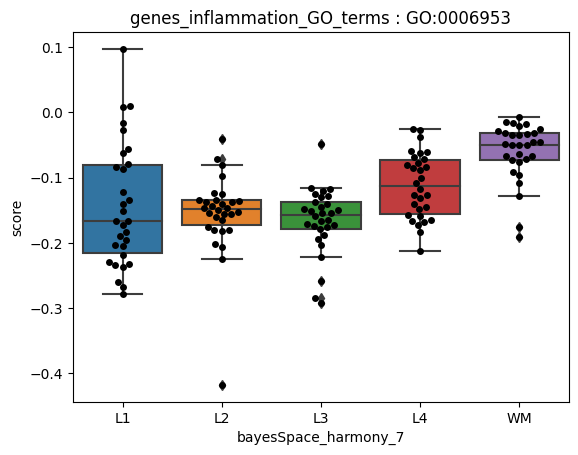 genes_inflammation_GO_terms : GO:0006953
0.1
0.0
−0.1
−0.2
−0.3
−0.4
score
L1 L2 L3 L4 WM
bayesSpace_harmony_7